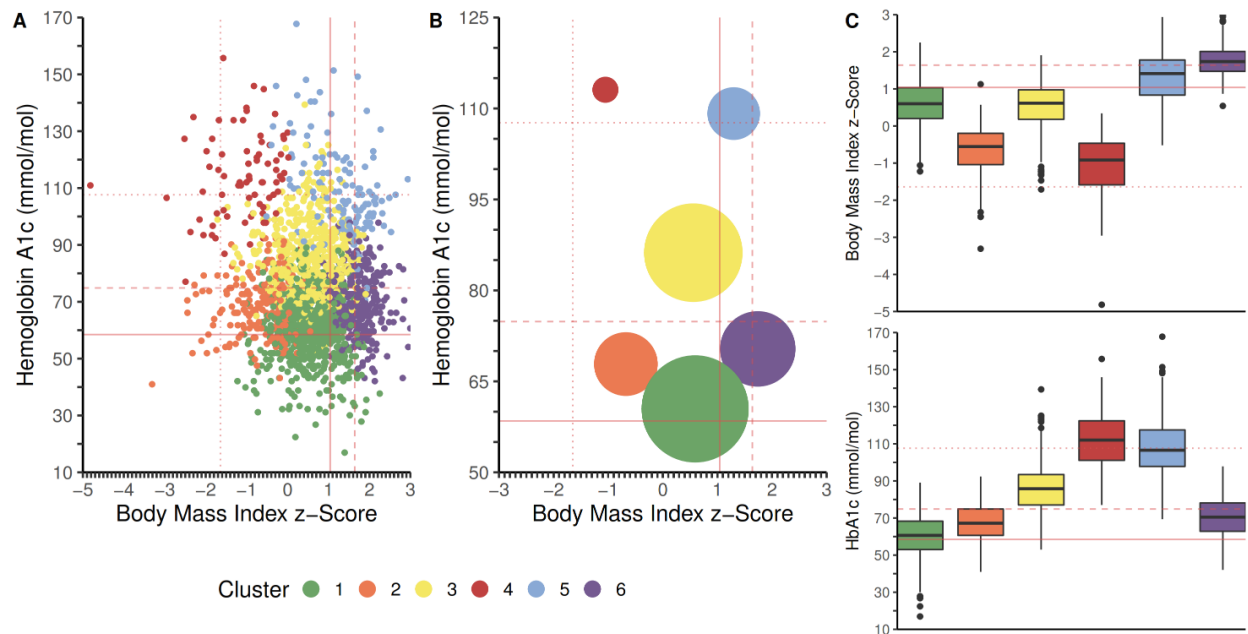 A
Hemoglobin A1c (mmol/mol)
170
150
130
110
90
70
50
30
10
−5 −4 −3 −2 −1 0 1 2 3
Body Mass Index z−Score
B
Hemoglobin A1c (mmol/mol)
125
110
95
80
65
50
−3 −2 −1 0 1 2 3
Body Mass Index z−Score
C
Body Mass Index z−Score
3
2
1
0
−1
−2
−3
−4
−5
HbA1c (mmol/mol)
170
150
130
110
90
70
50
30
10
Cluster 1 2 3 4 5 6